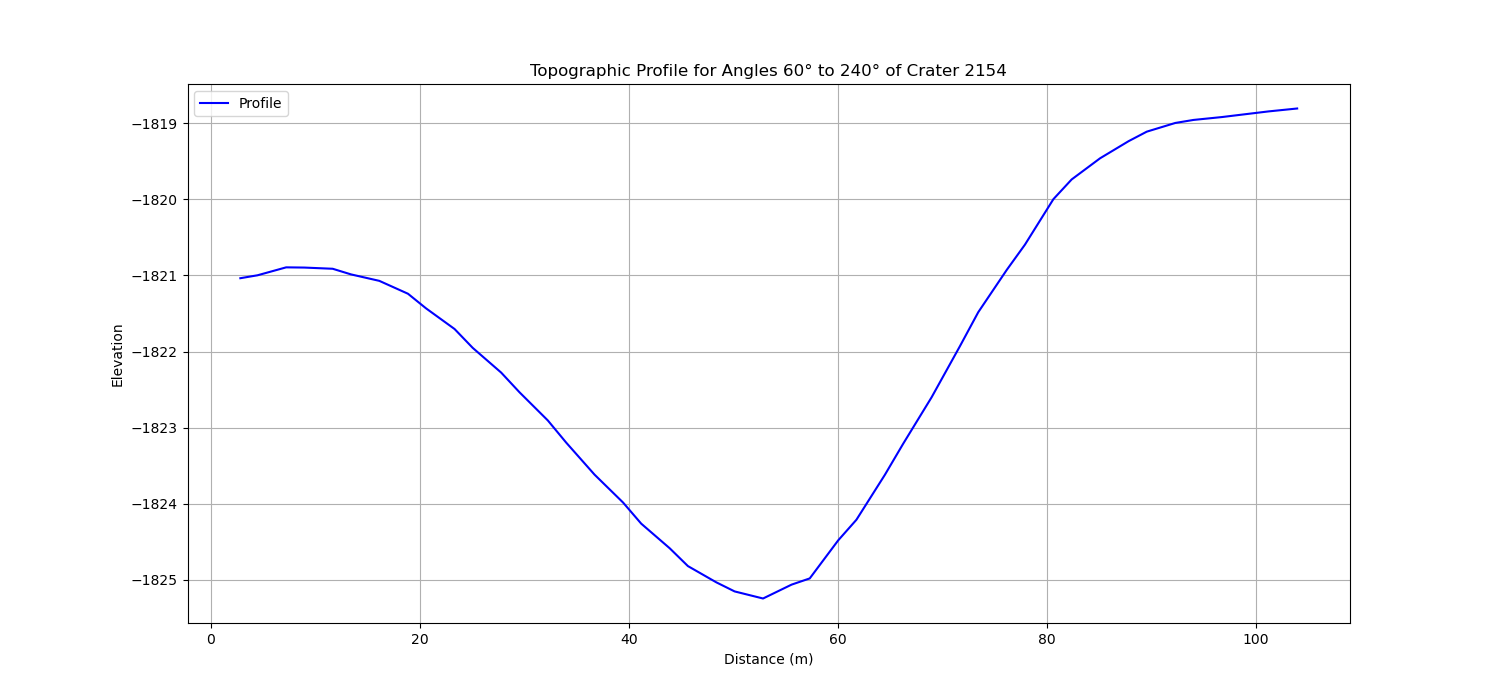 Topographic Profile for Angles 60° to 240° of Crater 2154
Profile
−1819
−1820
−1821
−1822
−1823
−1824
−1825
Elevation
0 20 40 60 80 100
Distance (m)